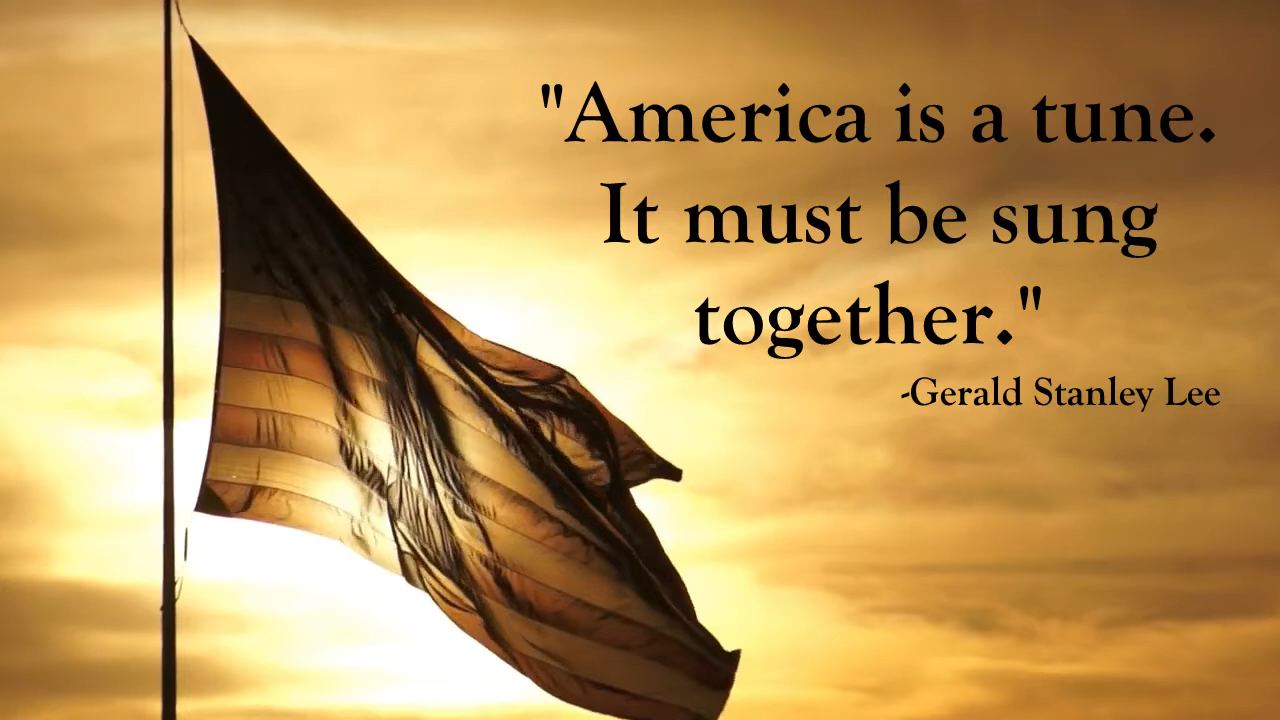 "America is a tune.
It must be sung
together."
-Gerald Stanley Lee